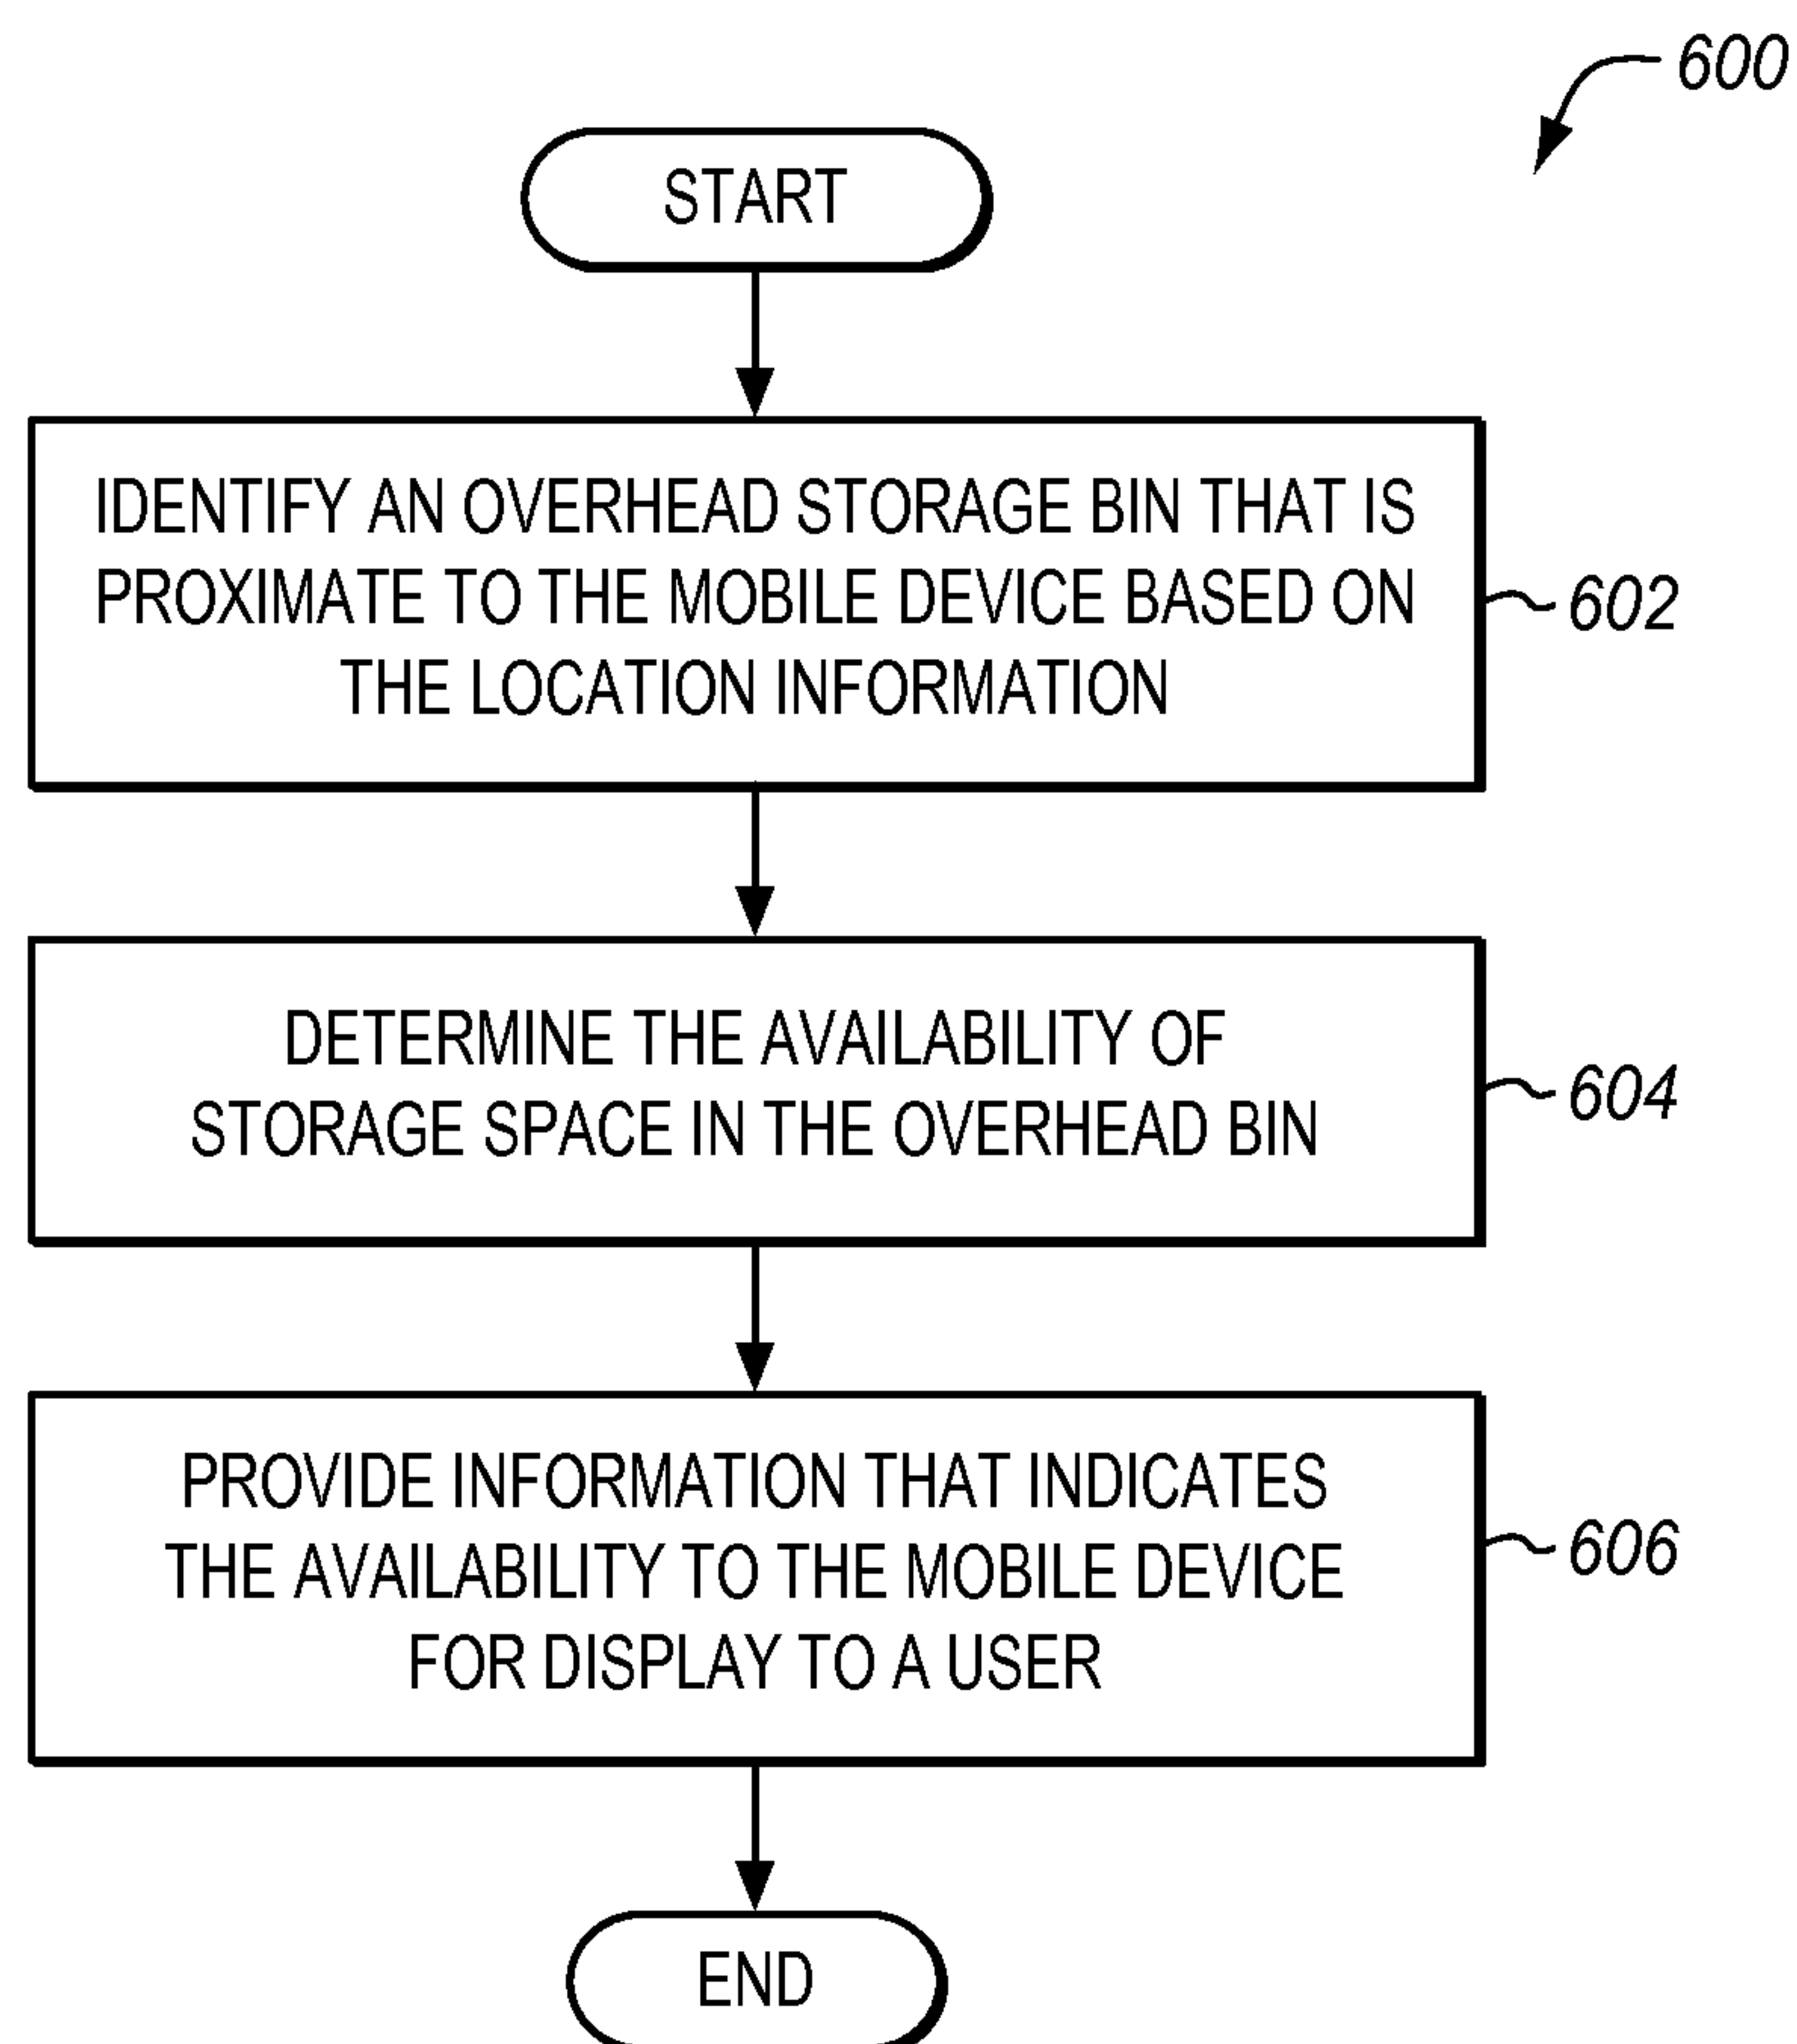 600
START
IDENTIFY AN OVERHEAD STORAGE BIN THAT IS
PROXIMATE TO THE MOBILE DEVICE BASED ON
THE LOCATION INFORMATION
602
DETERMINE THE AVAILABILITY OF
STORAGE SPACE IN THE OVERHEAD BIN
604
PROVIDE INFORMATION THAT INDICATES
THE AVAILABILITY TO THE MOBILE DEVICE
FOR DISPLAY TO A USER
606
END